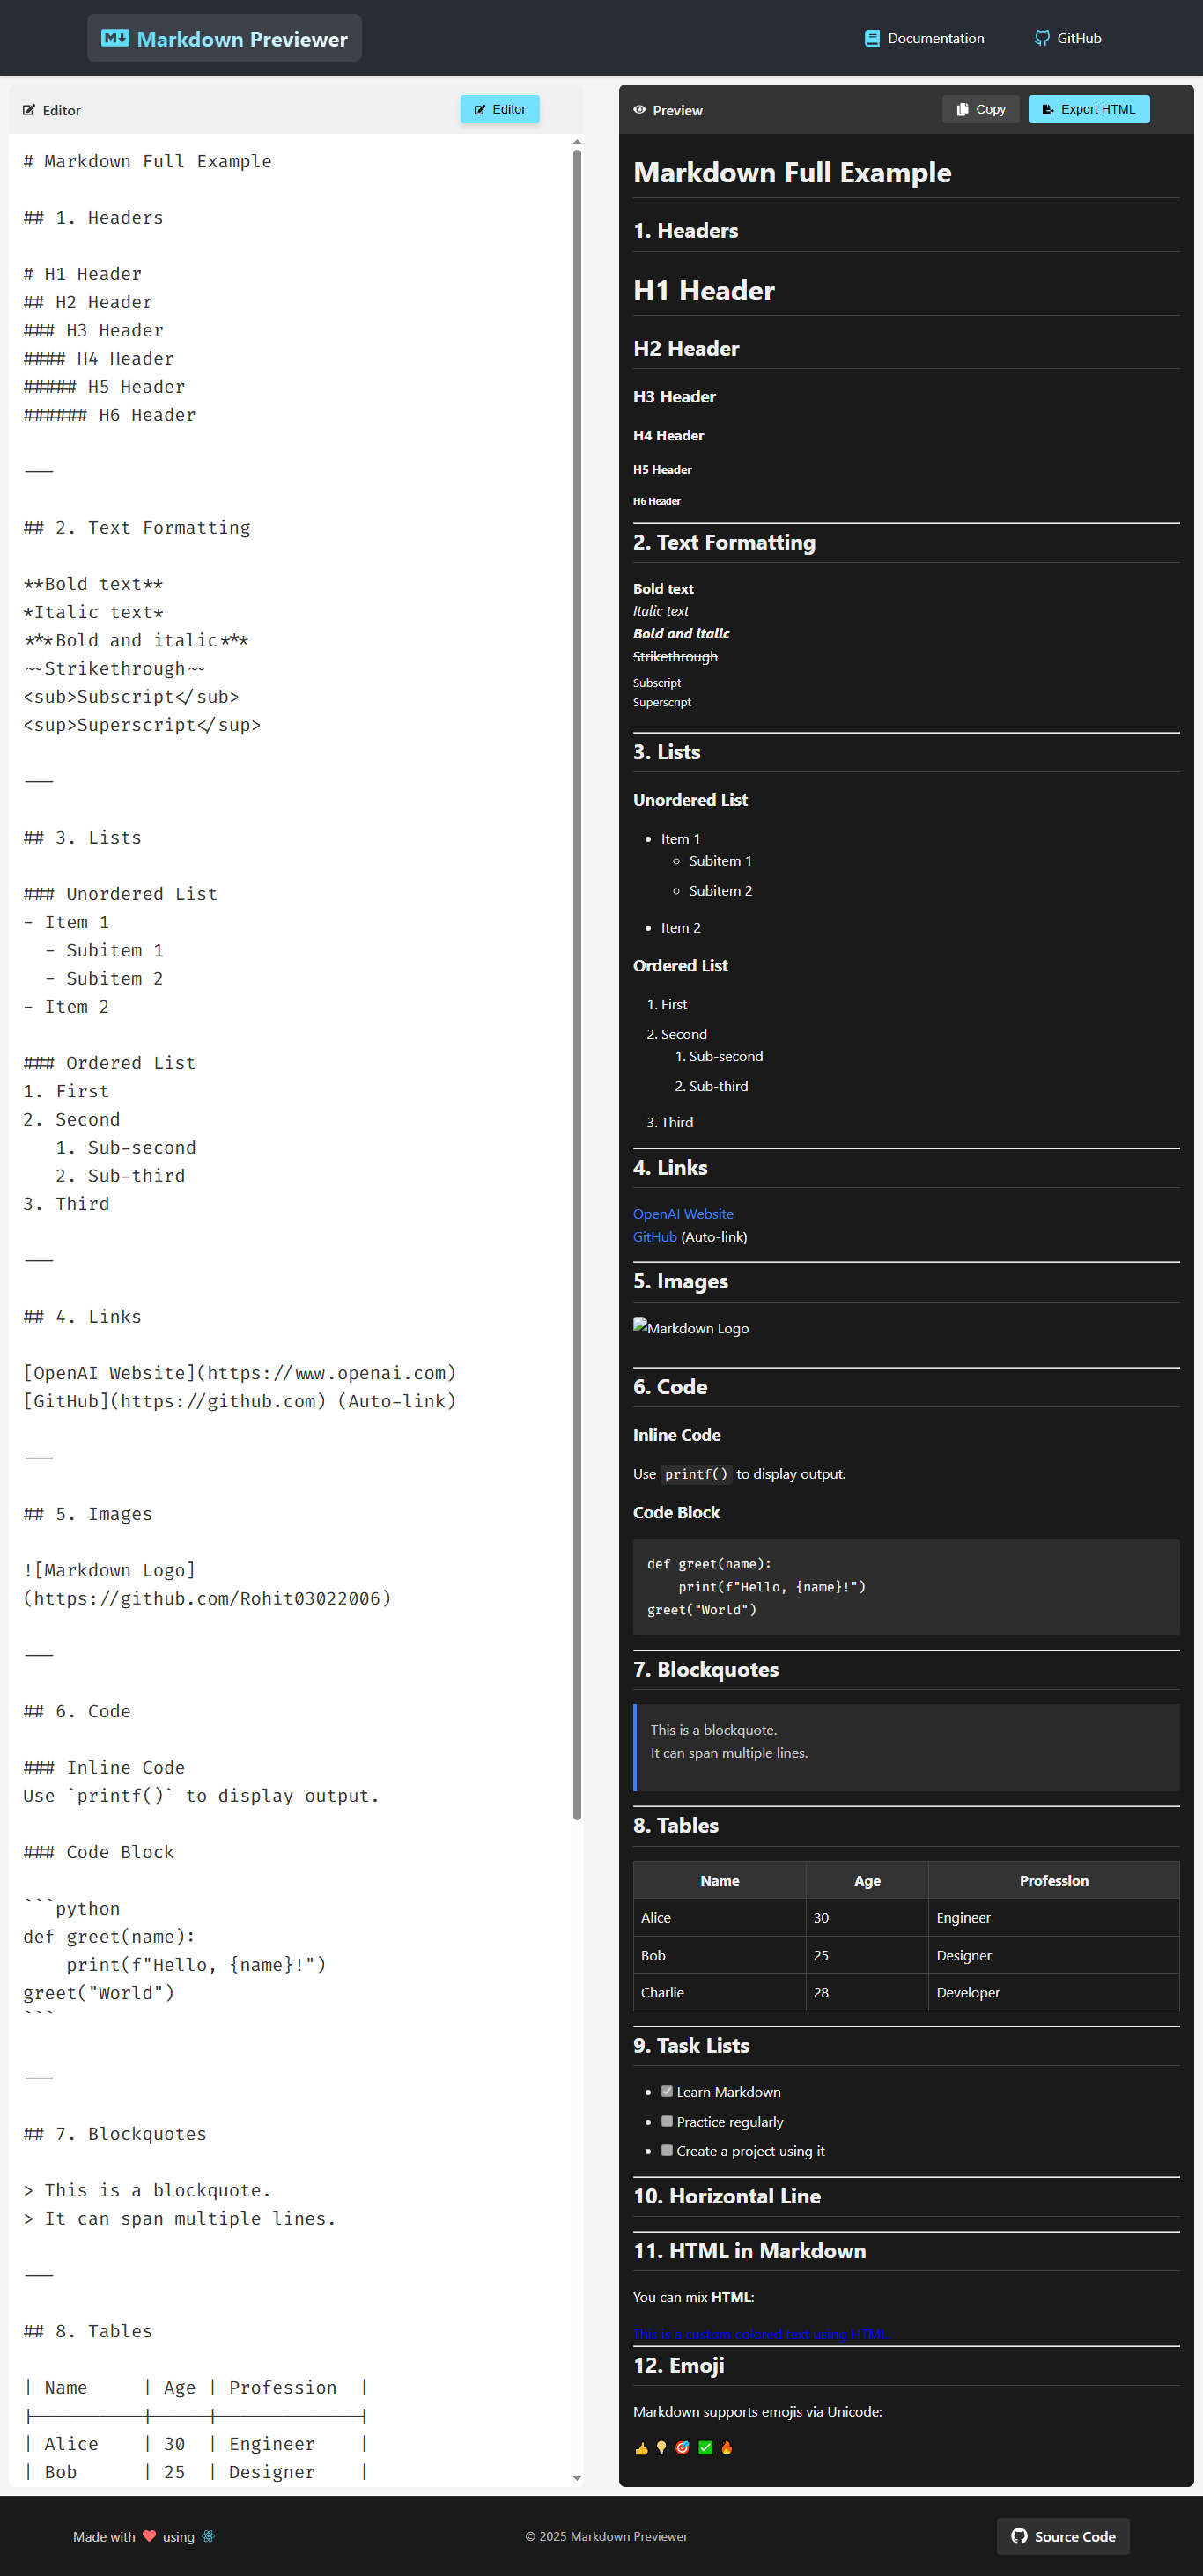 Markdown Previewer
Documentation
GitHub
Editor
Editor
# Markdown Full Example
## 1. Headers
# H1 Header
## H2 Header
### H3 Header
#### H4 Header
##### H5 Header
###### H6 Header
---
## 2. Text Formatting
**Bold text**
*Italic text*
***Bold and italic***
~~Strikethrough~~
<sub>Subscript</sub>
<sup>Superscript</sup>
---
## 3. Lists
### Unordered List
- Item 1
  - Subitem 1
  - Subitem 2
- Item 2
### Ordered List
1. First
2. Second
   1. Sub-second
   2. Sub-third
3. Third
---
## 4. Links
[OpenAI Website](https://www.openai.com)
[GitHub](https://github.com) (Auto-link)
---
## 5. Images
![Markdown Logo]
(https://github.com/Rohit03022006)
---
## 6. Code
### Inline Code
Use `printf()` to display output.
### Code Block
```python
def greet(name):
    print(f"Hello, {name}!")
greet("World")
```
---
## 7. Blockquotes
> This is a blockquote.
> It can span multiple lines.
---
## 8. Tables
| Name     | Age | Profession  |
|----------|-----|-------------|
| Alice    | 30  | Engineer    |
| Bob      | 25  | Designer    |
Preview
Copy
Export HTML
Markdown Full Example
1. Headers
H1 Header
H2 Header
H3 Header
H4 Header
H5 Header
H6 Header
2. Text Formatting
Bold text
Italic text
Bold and italic
Strikethrough
Subscript
Superscript
3. Lists
Unordered List
• Item 1
◦ Subitem 1
◦ Subitem 2
• Item 2
Ordered List
1. First
2. Second
1. Sub-second
2. Sub-third
3. Third
4. Links
OpenAI Website
GitHub (Auto-link)
5. Images
Markdown Logo
6. Code
Inline Code
Use printf() to display output.
Code Block
def greet(name):
    print(f"Hello, {name}!")
greet("World")
7. Blockquotes
This is a blockquote.
It can span multiple lines.
8. Tables
Name Age Profession
Alice 30 Engineer
Bob 25 Designer
Charlie 28 Developer
9. Task Lists
• Learn Markdown
• Practice regularly
• Create a project using it
10. Horizontal Line
11. HTML in Markdown
You can mix HTML:
This is a custom colored text using HTML.
12. Emoji
Markdown supports emojis via Unicode:
👍 💡 🎯 ✅ 🔥
Made with ❤ using
© 2025 Markdown Previewer
Source Code